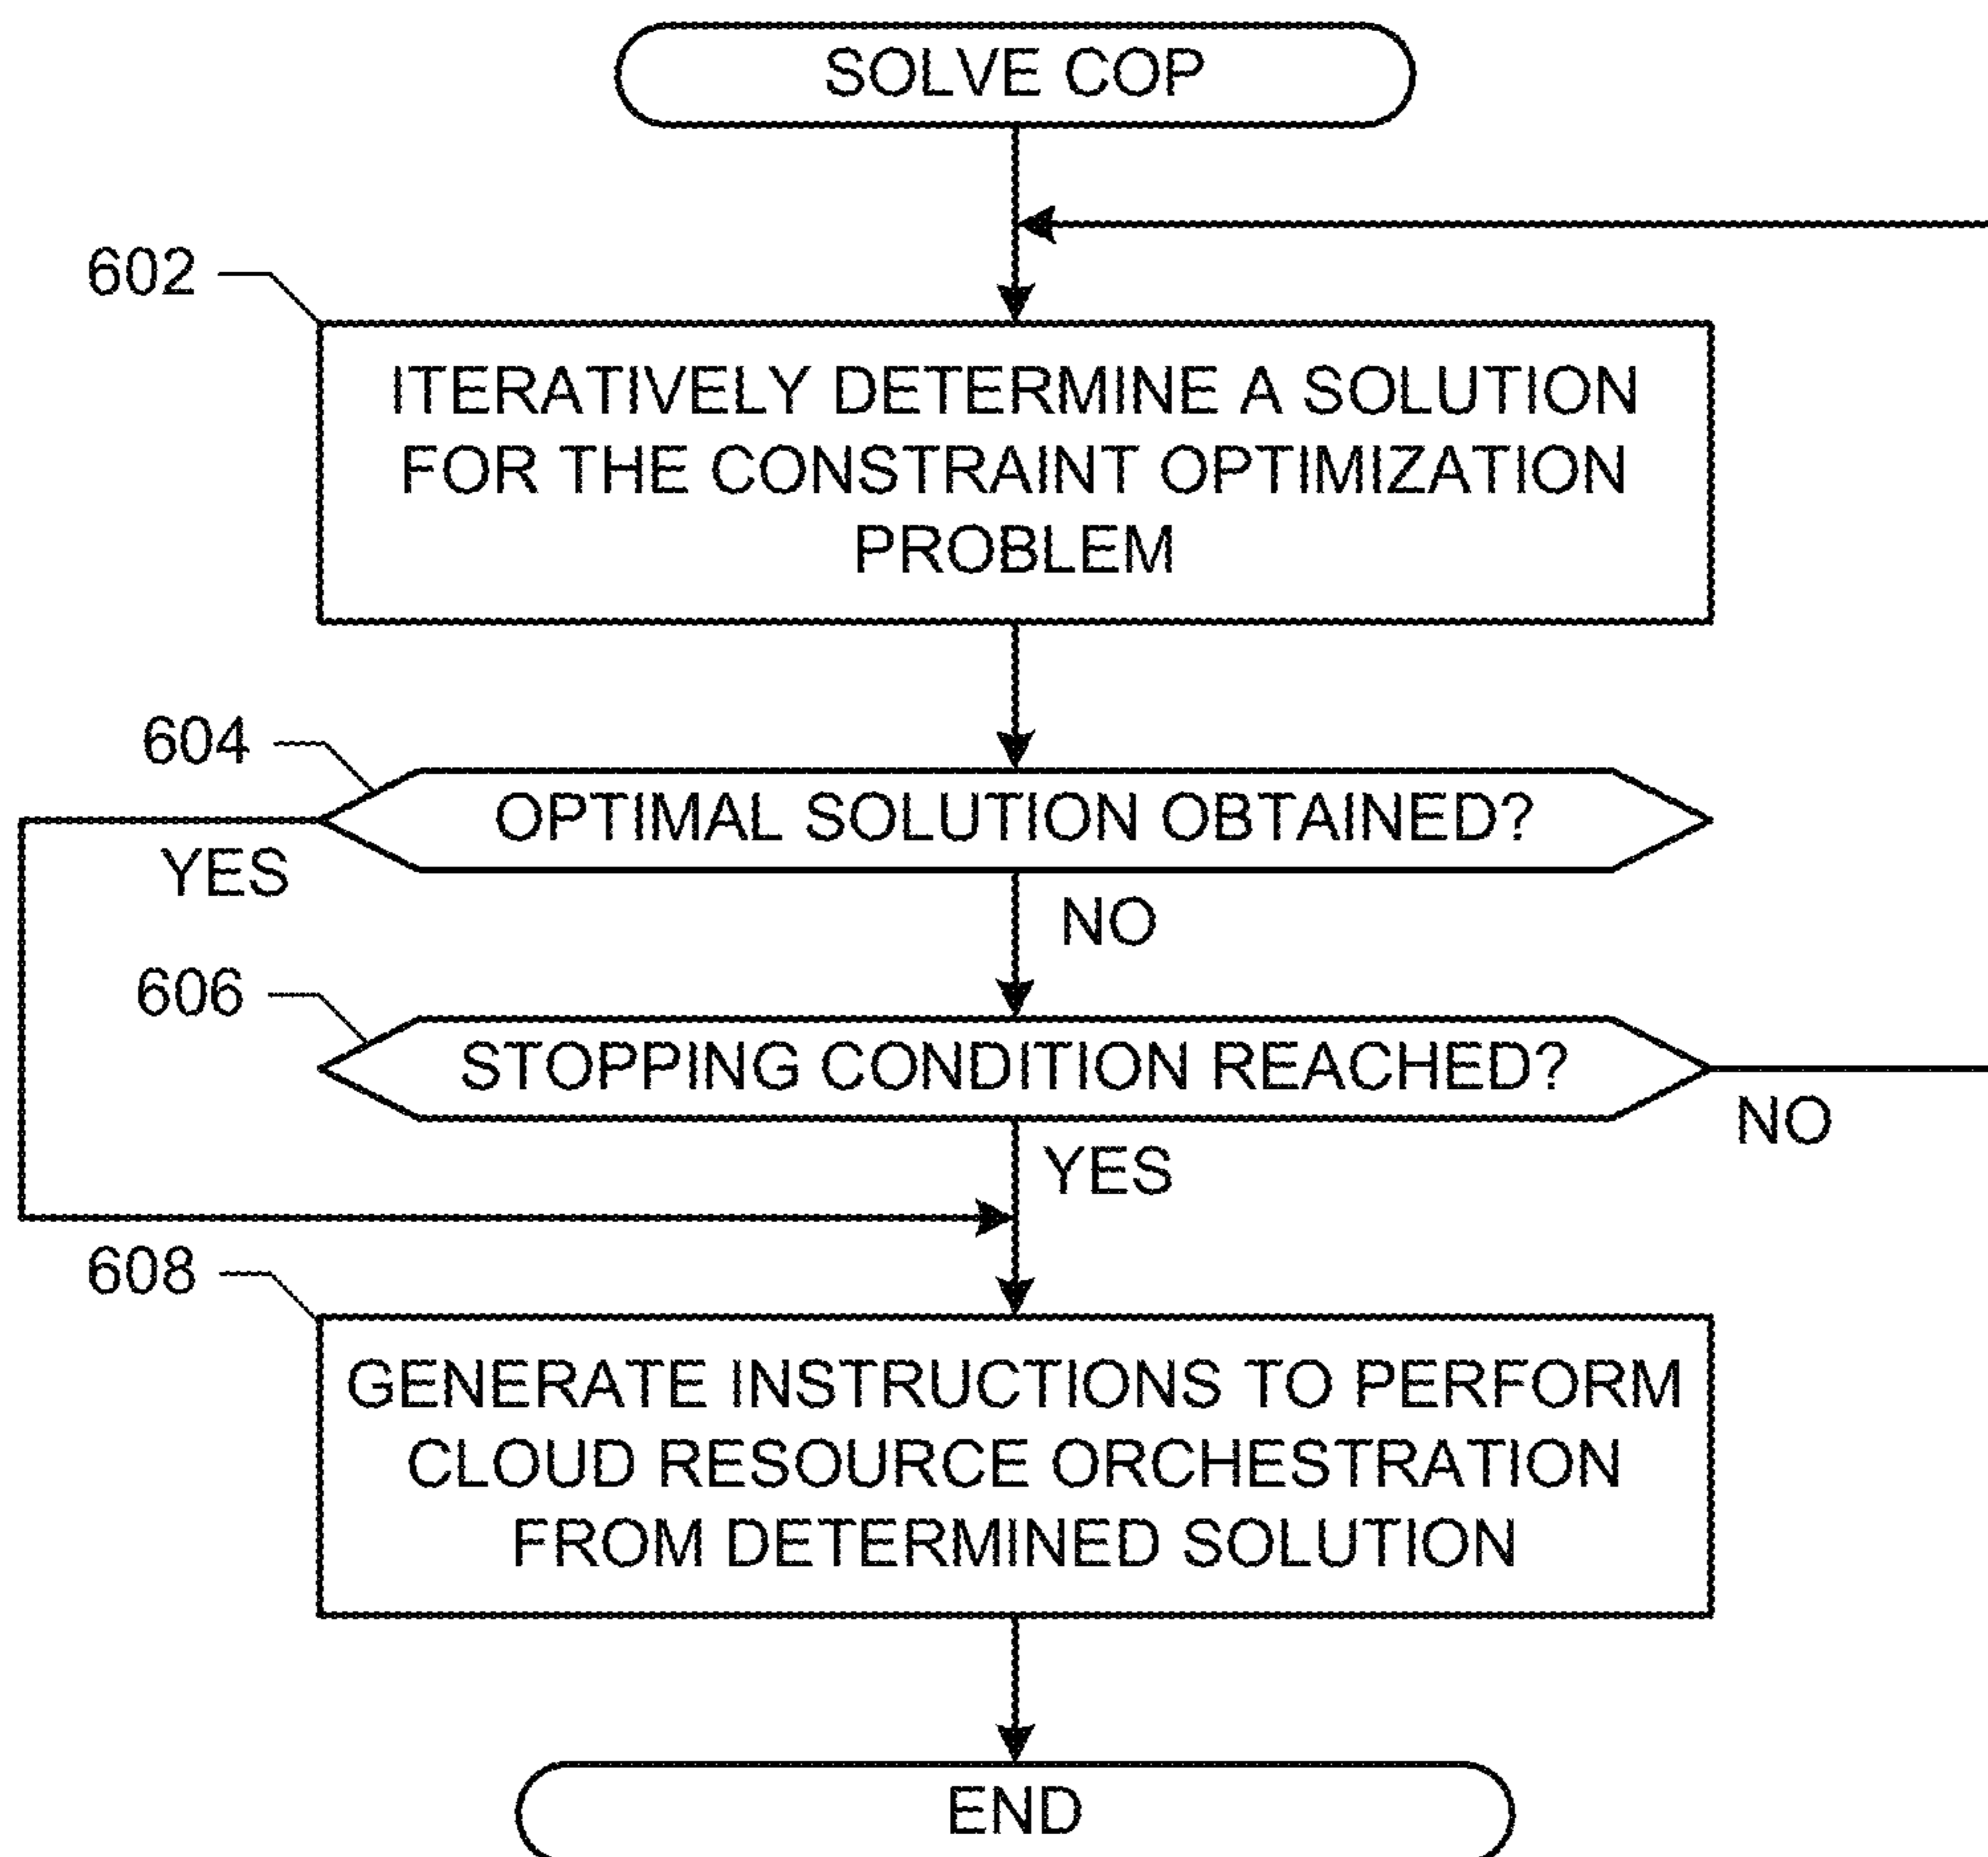 SOLVE COP
602
ITERATIVELY DETERMINE A SOLUTION
FOR THE CONSTRAINT OPTIMIZATION
PROBLEM
604
OPTIMAL SOLUTION OBTAINED?
YES
NO
606
STOPPING CONDITION REACHED?
NO
YES
608
GENERATE INSTRUCTIONS TO PERFORM
CLOUD RESOURCE ORCHESTRATION
FROM DETERMINED SOLUTION
END